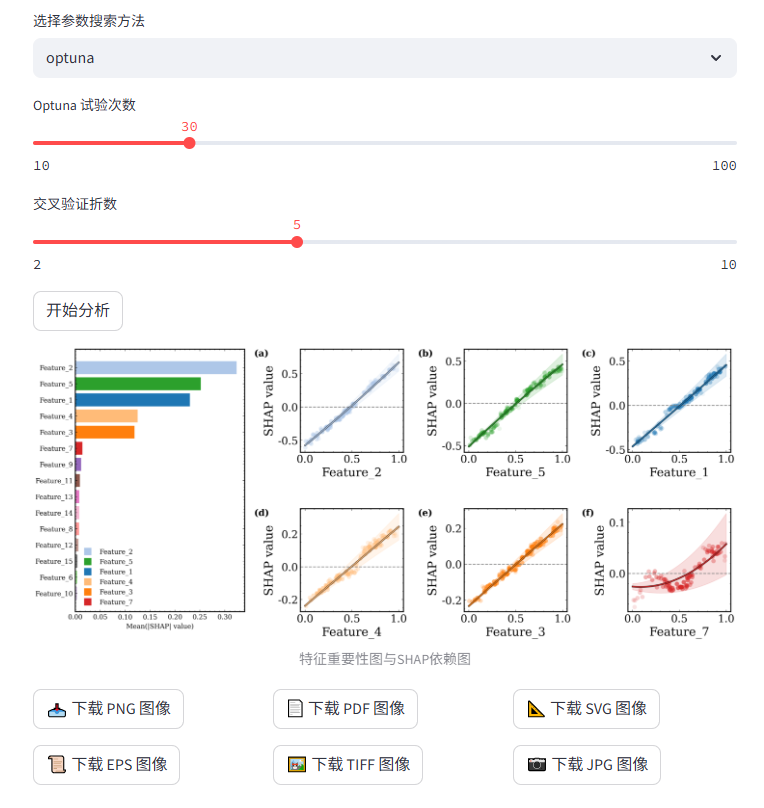 选择参数搜索方法
optuna
Optuna 试验次数
30
10 100
交叉验证折数
5
2 10
开始分析
Feature_2
Feature_5
Feature_1
Feature_4
Feature_3
Feature_7
Feature_9
Feature_11
Feature_13
Feature_14
Feature_8
Feature_12
Feature_15
Feature_6
Feature_10
Feature_2
Feature_5
Feature_1
Feature_4
Feature_3
Feature_7
0.00 0.05 0.10 0.15 0.20 0.25 0.30
Mean(|SHAP| value)
(a)
SHAP value
0.5
0.0
-0.5
0.0 0.5 1.0
Feature_2
(b)
SHAP value
0.5
0.0
-0.5
0.0 0.5 1.0
Feature_5
(c)
SHAP value
0.5
0.0
-0.5
0.0 0.5 1.0
Feature_1
(d)
SHAP value
0.2
0.0
-0.2
0.0 0.5 1.0
Feature_4
(e)
SHAP value
0.2
0.0
-0.2
0.0 0.5 1.0
Feature_3
(f)
SHAP value
0.1
0.0
0.0 0.5 1.0
Feature_7
特征重要性图与SHAP依赖图
下载 PNG 图像 下载 PDF 图像 下载 SVG 图像
下载 EPS 图像 下载 TIFF 图像 下载 JPG 图像